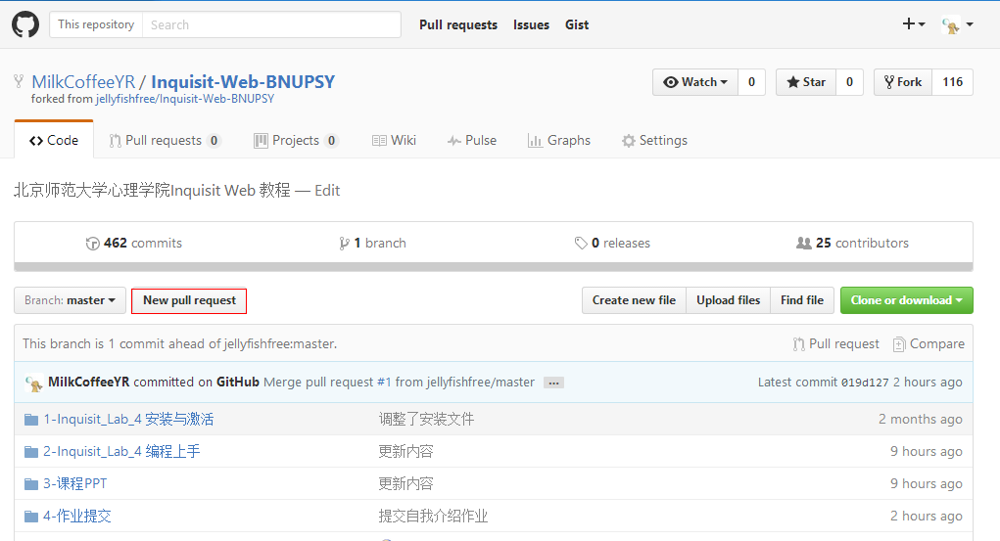 This repository Search Pull requests Issues Gist
MilkCoffeeYR / Inquisit-Web-BNUPSY Watch 0 Star 0 Fork 116
forked from jellyfishfree/Inquisit-Web-BNUPSY
Code Pull requests 0 Projects 0 Wiki Pulse Graphs Settings
北京师范大学心理学院Inquisit Web 教程 — Edit
462 commits 1 branch 0 releases 25 contributors
Branch: master New pull request Create new file Upload files Find file Clone or download
This branch is 1 commit ahead of jellyfishfree:master. Pull request Compare
MilkCoffeeYR committed on GitHub Merge pull request #1 from jellyfishfree/master ... Latest commit 019d127 2 hours ago
1-Inquisit_Lab_4 安装与激活 调整了安装文件 2 months ago
2-Inquisit_Lab_4 编程上手 更新内容 9 hours ago
3-课程PPT 更新内容 9 hours ago
4-作业提交 提交自我介绍作业 2 hours ago